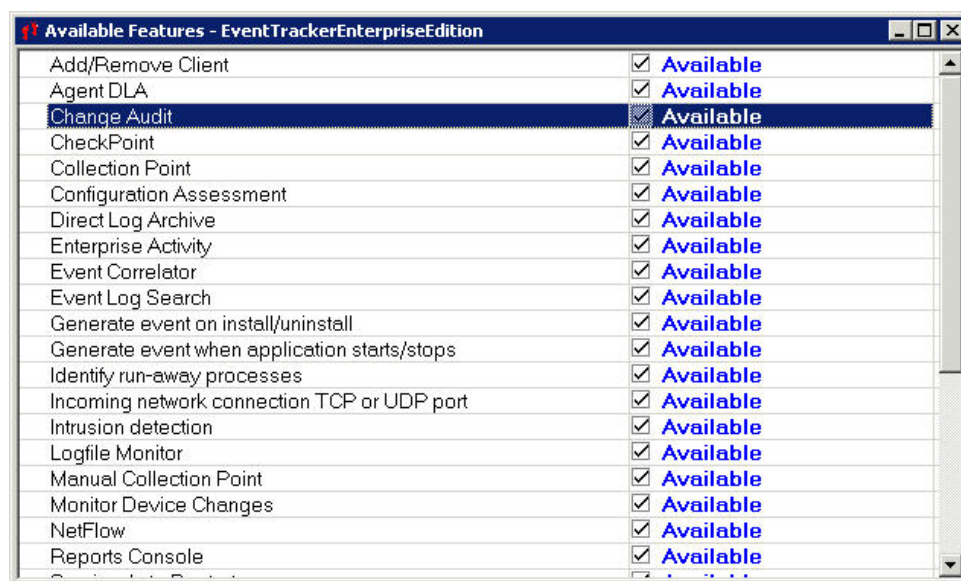 Available Features - EventTrackerEnterpriseEdition
Add/Remove Client Available
Agent DLA Available
Change Audit Available
CheckPoint Available
Collection Point Available
Configuration Assessment Available
Direct Log Archive Available
Enterprise Activity Available
Event Correlator Available
Event Log Search Available
Generate event on install/uninstall Available
Generate event when application starts/stops Available
Identify run-away processes Available
Incoming network connection TCP or UDP port Available
Intrusion detection Available
Logfile Monitor Available
Manual Collection Point Available
Monitor Device Changes Available
NetFlow Available
Reports Console Available